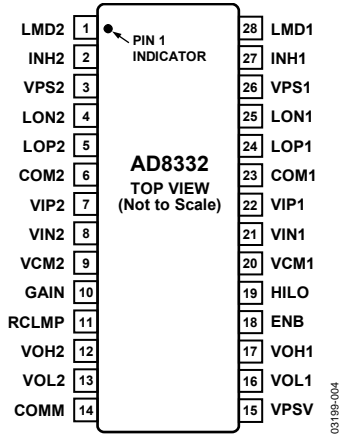 LMD2 1 28 LMD1
PIN 1
INDICATOR
INH2 2 27 INH1
VPS2 3 26 VPS1
LON2 4 25 LON1
LOP2 5 24 LOP1
AD8332
COM2 6 23 COM1
TOP VIEW
(Not to Scale)
VIP2 7 22 VIP1
VIN2 8 21 VIN1
VCM2 9 20 VCM1
GAIN 10 19 HILO
RCLMP 11 18 ENB
VOH2 12 17 VOH1
VOL2 13 16 VOL1
COMM 14 15 VPSV
03199-004